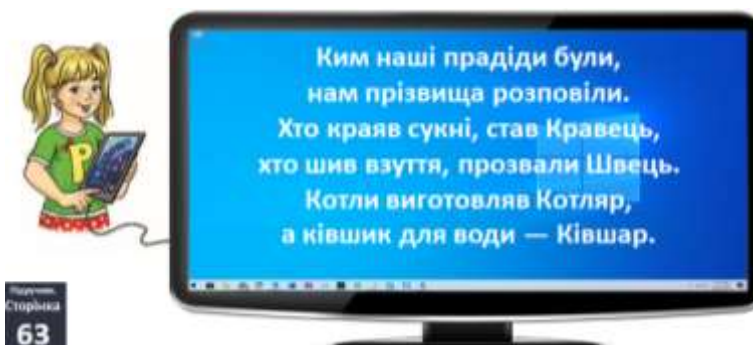 Ким наші прадіди були,
нам прізвища розповіли.
Хто краяв сукні, став Кравець,
хто шив взуття, прозвали Швець.
Котли виготовляв Котляр,
а ківшик для води — Ківшар.
Р
Підручник.
Сторінка
63